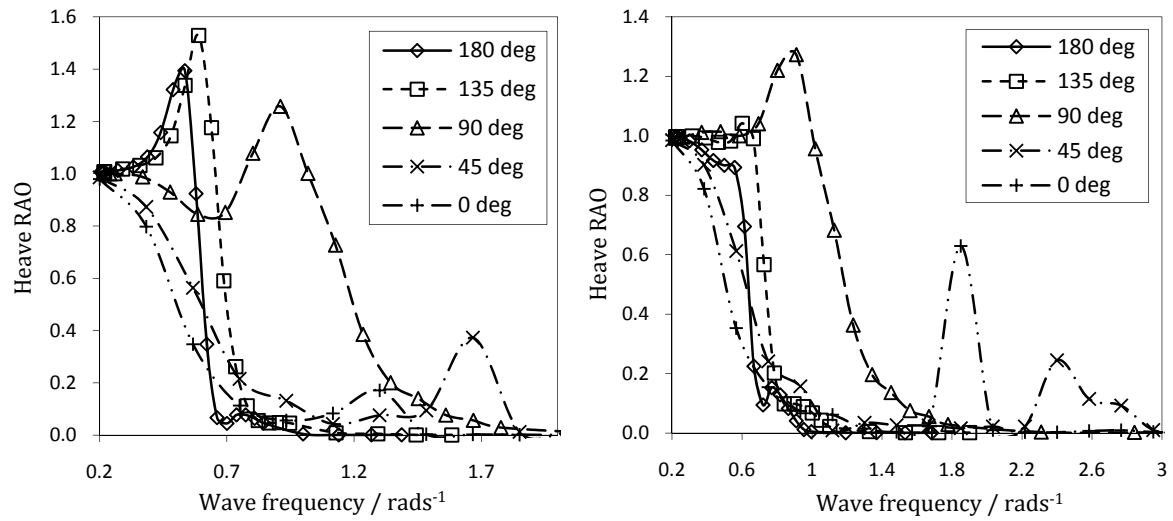 1.6
1.4
1.2
1.0
0.8
0.6
0.4
0.2
0.0
Heave RAO
0.2 0.7 1.2 1.7
Wave frequency / rads⁻¹
180 deg
135 deg
90 deg
45 deg
0 deg
1.4
1.2
1.0
0.8
0.6
0.4
0.2
0.0
Heave RAO
0.2 0.6 1 1.4 1.8 2.2 2.6 3
Wave frequency / rads⁻¹
180 deg
135 deg
90 deg
45 deg
0 deg